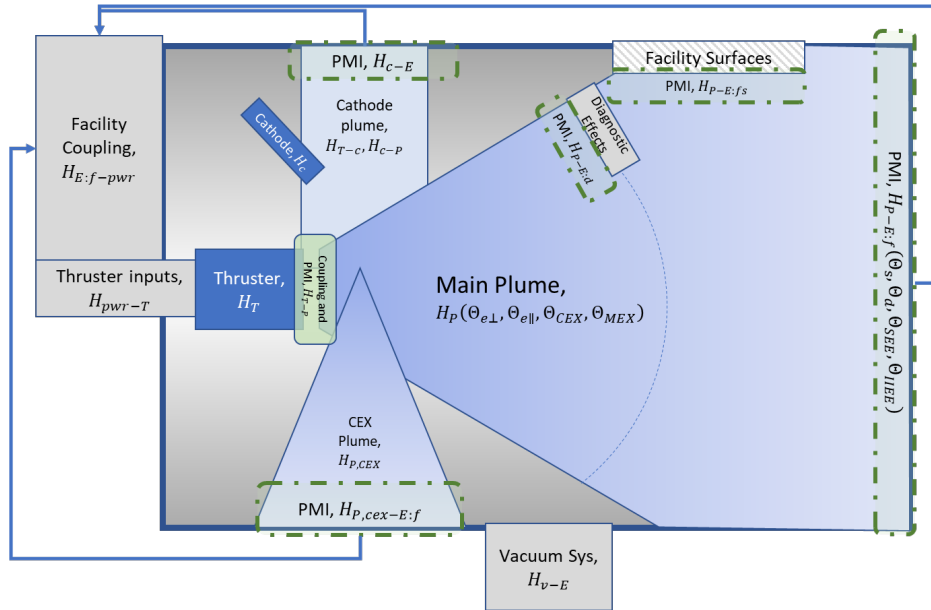 Facility
Coupling,
H_{E:f-pwr}
Thruster inputs,
H_{pwr-T}
Thruster,
H_T
Coupling and
PMI, H_{T-P}
Cathode, H_c
PMI, H_{c-E}
Cathode
plume,
H_{T-c}, H_{c-P}
Facility Surfaces
PMI, H_{P-E:fs}
Diagnostic
Effects
PMI, H_{P-E:d}
Main Plume,
H_P(Θ_{e⊥}, Θ_{e∥}, Θ_{CEX}, Θ_{MEX})
PMI, H_{P-E:f}(Θ_s, Θ_d, Θ_{SEE}, Θ_{IIEE})
CEX
Plume,
H_{P,CEX}
PMI, H_{P,cex-E:f}
Vacuum Sys,
H_{v-E}